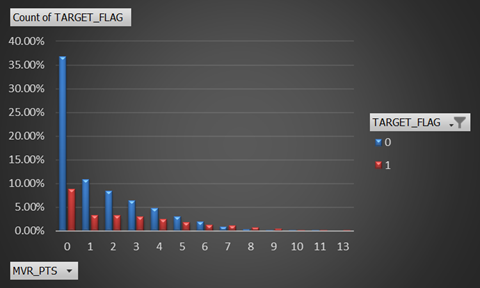 Count of TARGET_FLAG
40.00%
35.00%
30.00%
25.00%
20.00%
15.00%
10.00%
5.00%
0.00%
0 1 2 3 4 5 6 7 8 9 10 11 13
MVR_PTS
TARGET_FLAG
0
1